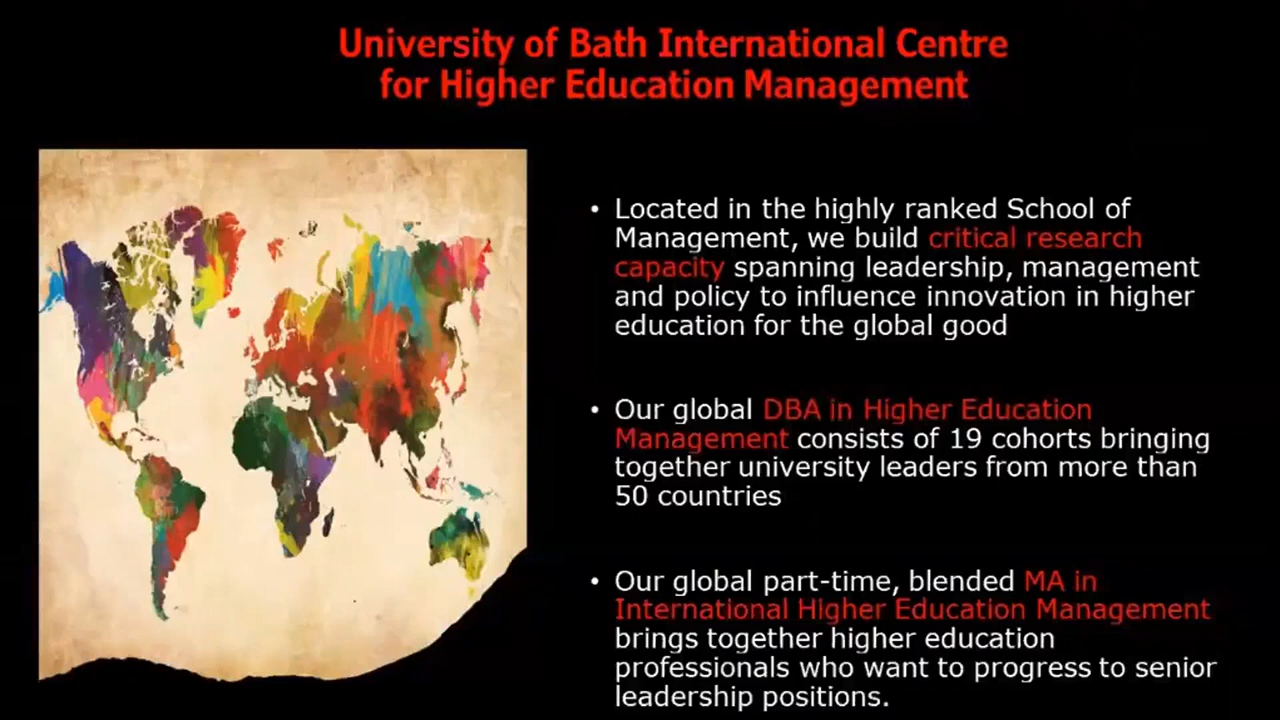 University of Bath International Centre
for Higher Education Management
• Located in the highly ranked School of
Management, we build critical research
capacity spanning leadership, management
and policy to influence innovation in higher
education for the global good
• Our global DBA in Higher Education
Management consists of 19 cohorts bringing
together university leaders from more than
50 countries
• Our global part-time, blended MA in
International Higher Education Management
brings together higher education
professionals who want to progress to senior
leadership positions.